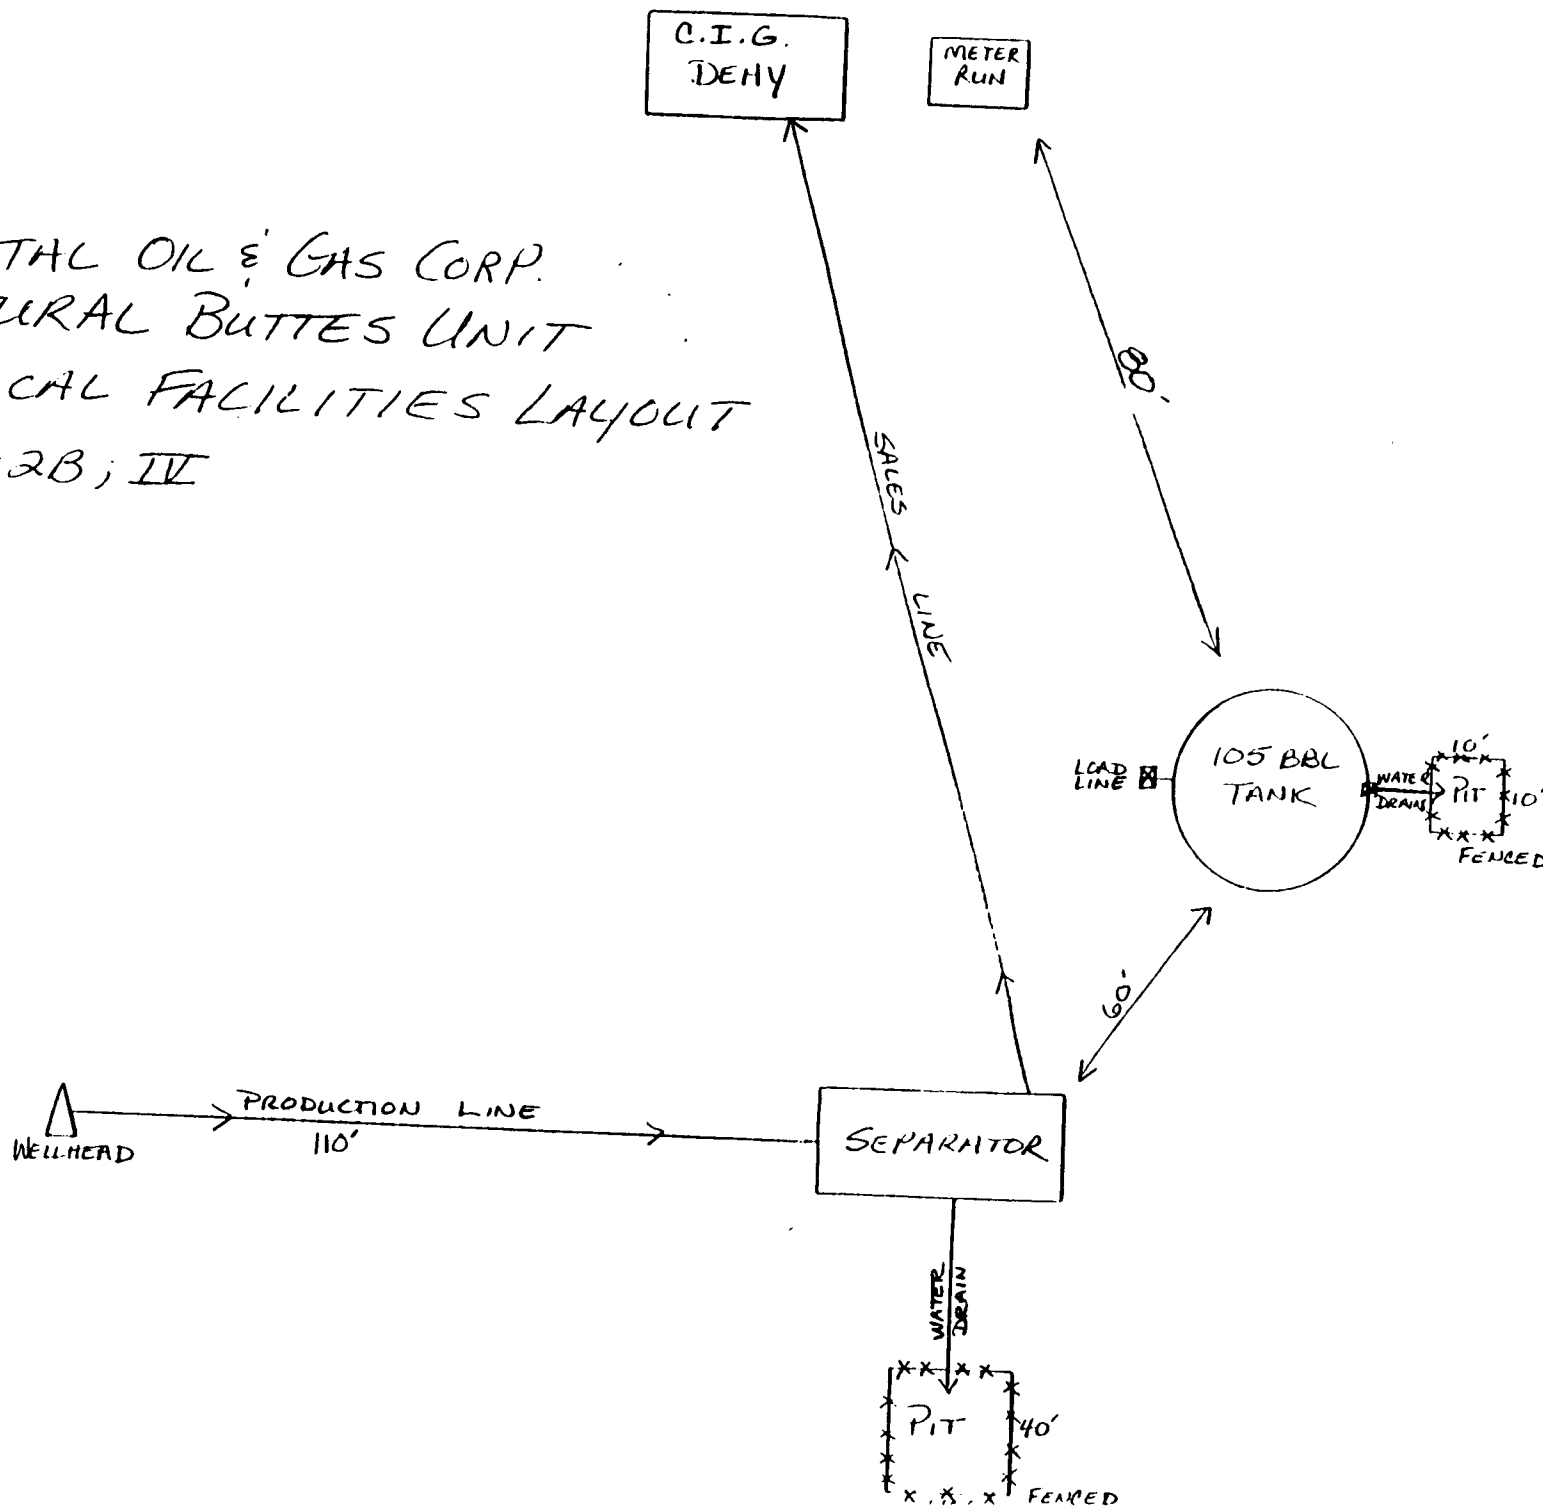 C.I.G.
DEHY
METER
RUN
TAL OIL & GAS CORP.
URAL BUTTES UNIT
CAL FACILITIES LAYOUT
2B; IV
80'
SALES LINE
LOAD
LINE
105 BBL
TANK
WATER
DRAIN
10'
PIT
10'
FENCED
60'
PRODUCTION LINE
110'
WELLHEAD
SEPARATOR
WATER
DRAIN
PIT
40'
FENCED